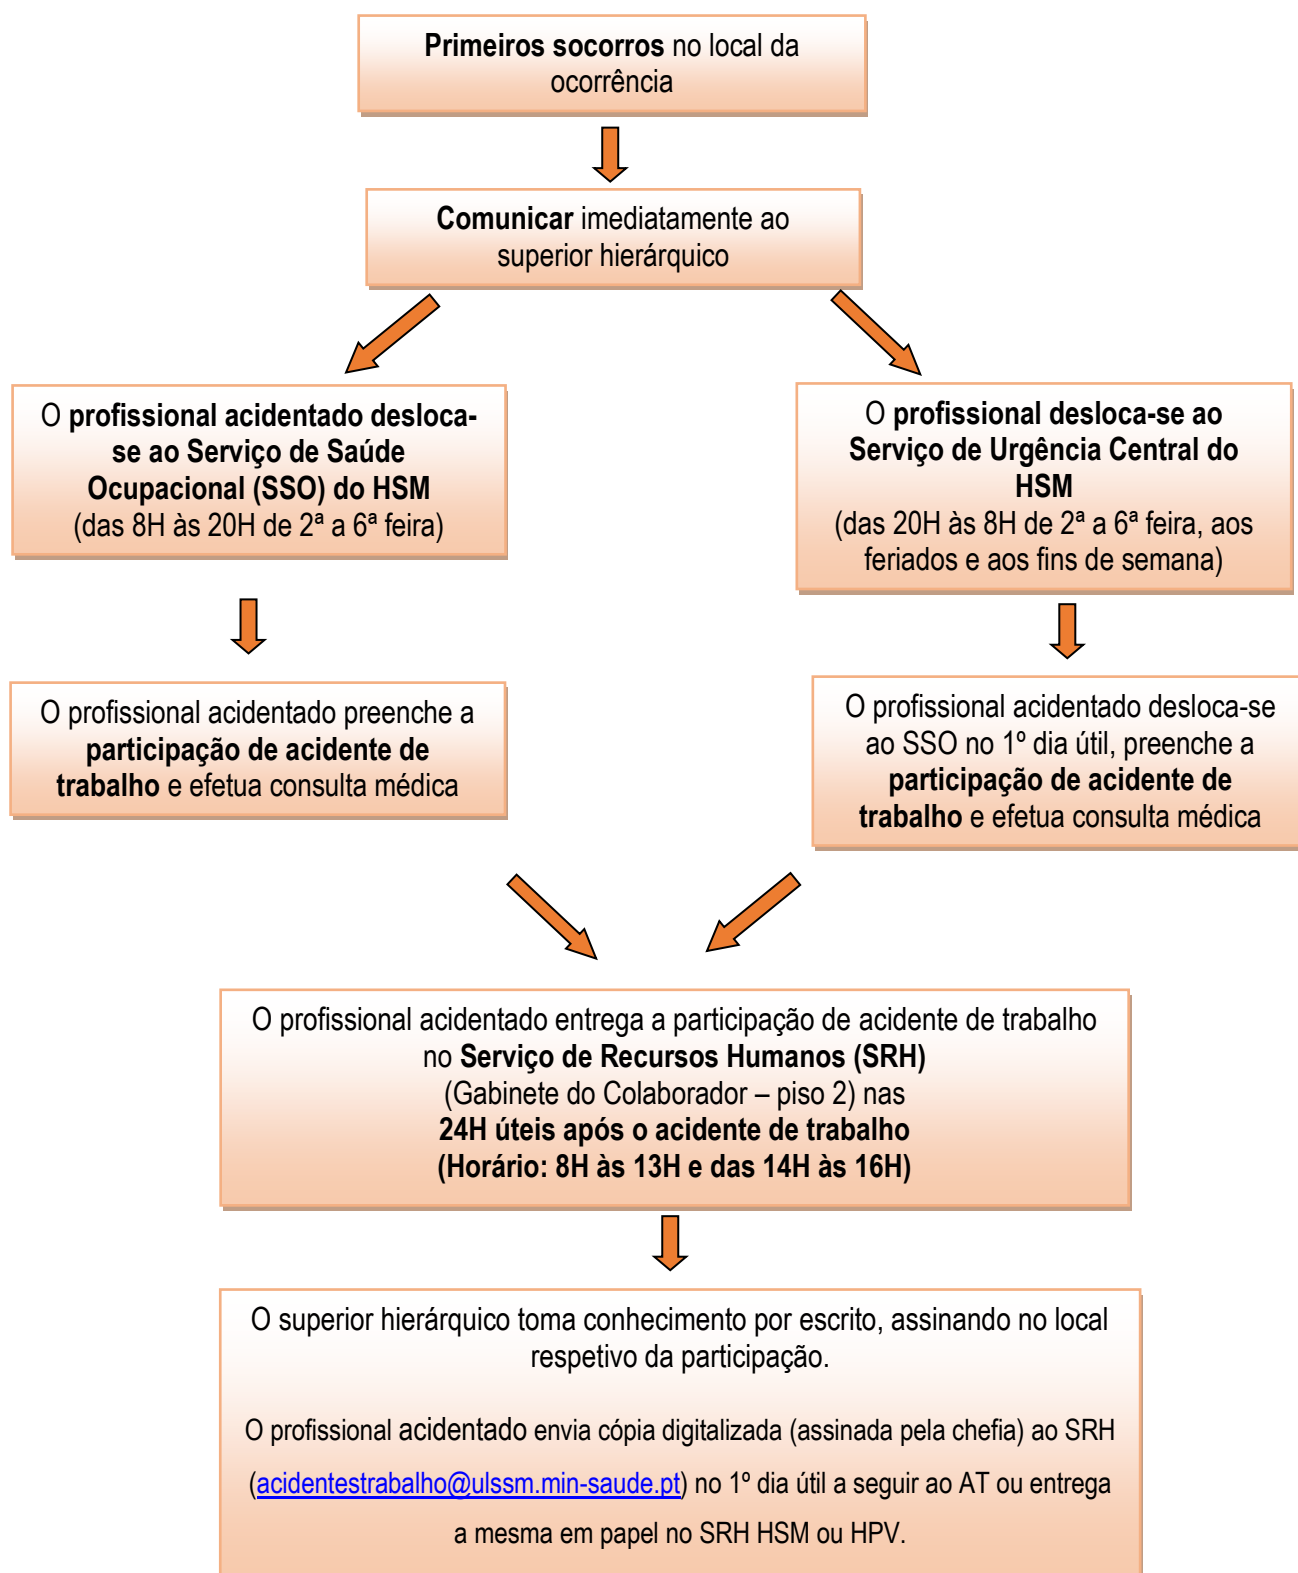 Primeiros socorros no local da
ocorrência
Comunicar imediatamente ao
superior hierárquico
O profissional acidentado desloca-
se ao Serviço de Saúde
Ocupacional (SSO) do HSM
(das 8H às 20H de 2ª a 6ª feira)
O profissional desloca-se ao
Serviço de Urgência Central do
HSM
(das 20H às 8H de 2ª a 6ª feira, aos
feriados e aos fins de semana)
O profissional acidentado preenche a
participação de acidente de
trabalho e efetua consulta médica
O profissional acidentado desloca-se
ao SSO no 1º dia útil, preenche a
participação de acidente de
trabalho e efetua consulta médica
O profissional acidentado entrega a participação de acidente de trabalho
no Serviço de Recursos Humanos (SRH)
(Gabinete do Colaborador – piso 2) nas
24H úteis após o acidente de trabalho
(Horário: 8H às 13H e das 14H às 16H)
O superior hierárquico toma conhecimento por escrito, assinando no local
respetivo da participação.
O profissional acidentado envia cópia digitalizada (assinada pela chefia) ao SRH
(acidentestrabalho@ulssm.min-saude.pt) no 1º dia útil a seguir ao AT ou entrega
a mesma em papel no SRH HSM ou HPV.